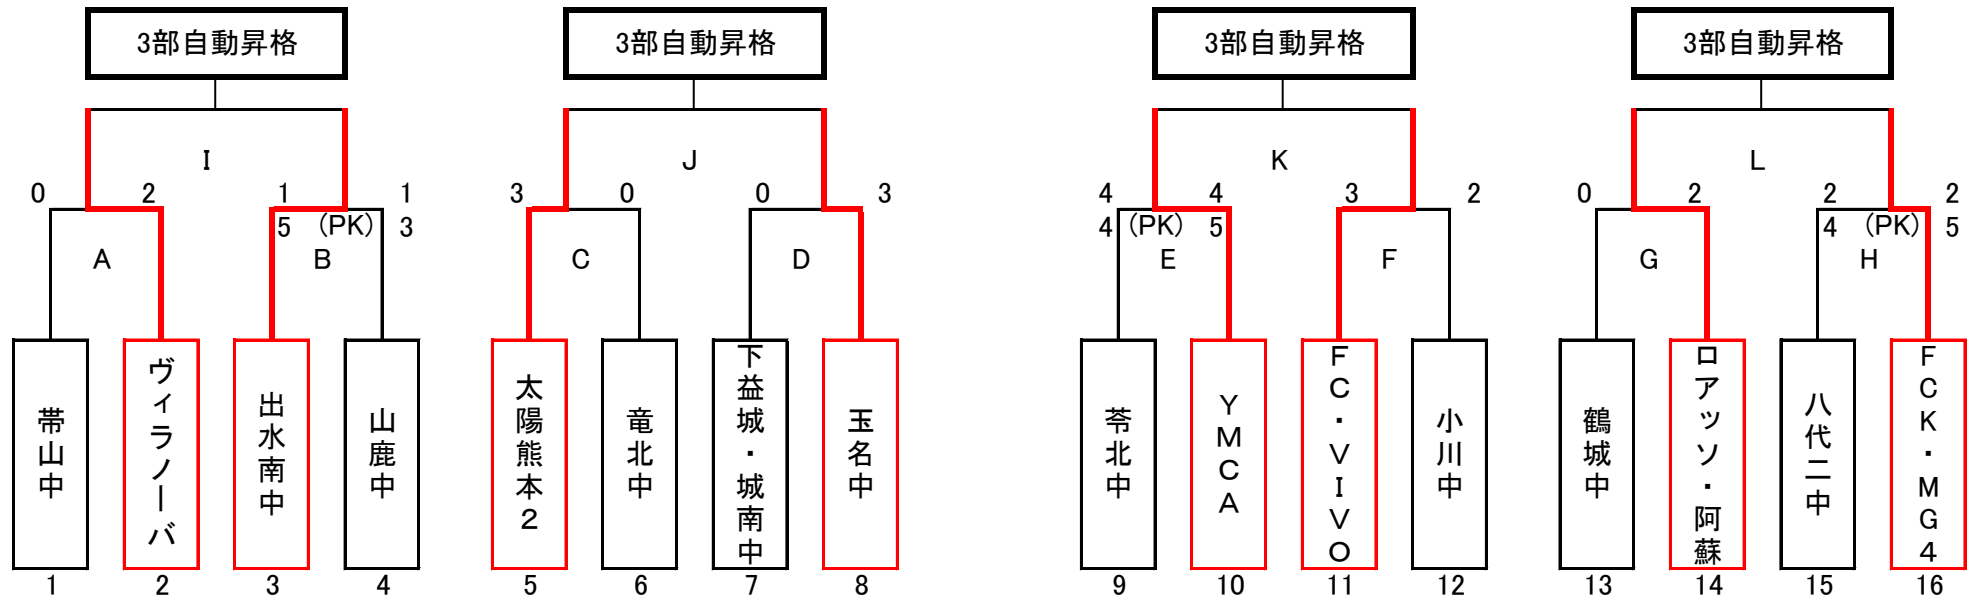 3部自動昇格 3部自動昇格 3部自動昇格 3部自動昇格
I J K L
0 2 1 1 3 0 0 3 4 4 3 2 0 2 2 2
5 (PK) 3 4 (PK) 5 4 (PK) 5
A B C D E F G H
帯山中
ヴィラノーバ
出水南中
山鹿中
太陽熊本2
竜北中
下益城・城南中
玉名中
苓北中
YMCA
FC・VIVO
小川中
鶴城中
ロアッソ・阿蘇
八代二中
FCK・MG4
1 2 3 4 5 6 7 8 9 10 11 12 13 14 15 16